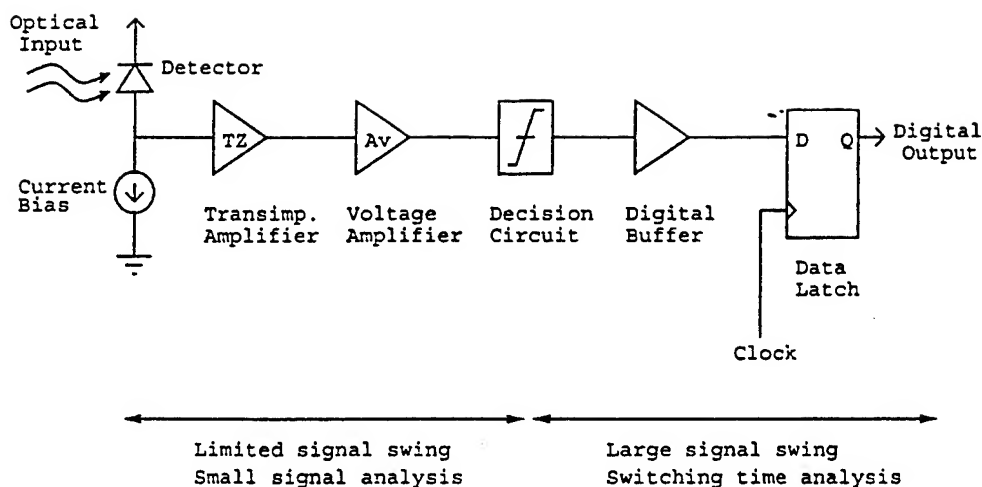 Optical
Input
Detector
TZ
Av
D Q
Digital
Output
Current
Bias
Transimp.
Amplifier
Voltage
Amplifier
Decision
Circuit
Digital
Buffer
Data
Latch
Clock
Limited signal swing
Small signal analysis
Large signal swing
Switching time analysis